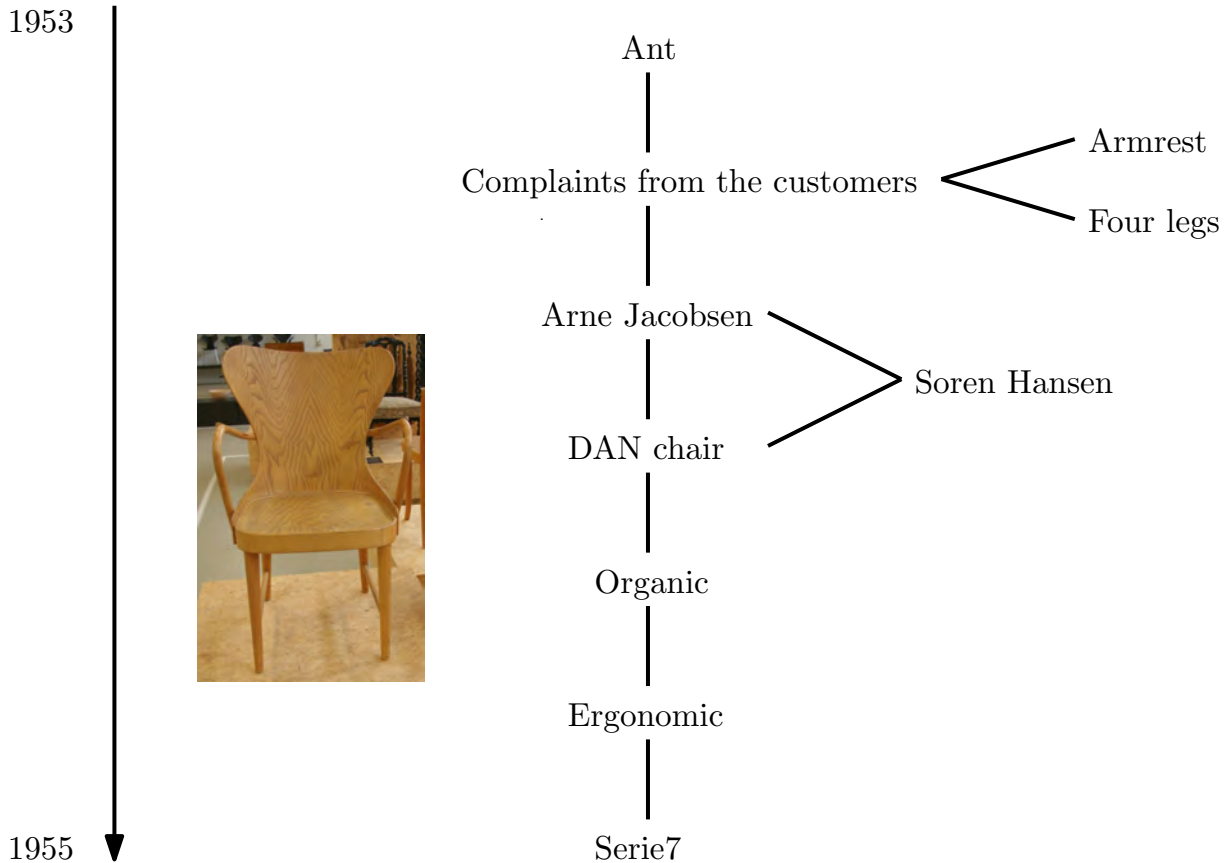 1953
Ant
Armrest
Complaints from the customers
Four legs
Arne Jacobsen
Soren Hansen
DAN chair
Organic
Ergonomic
Serie7
1955